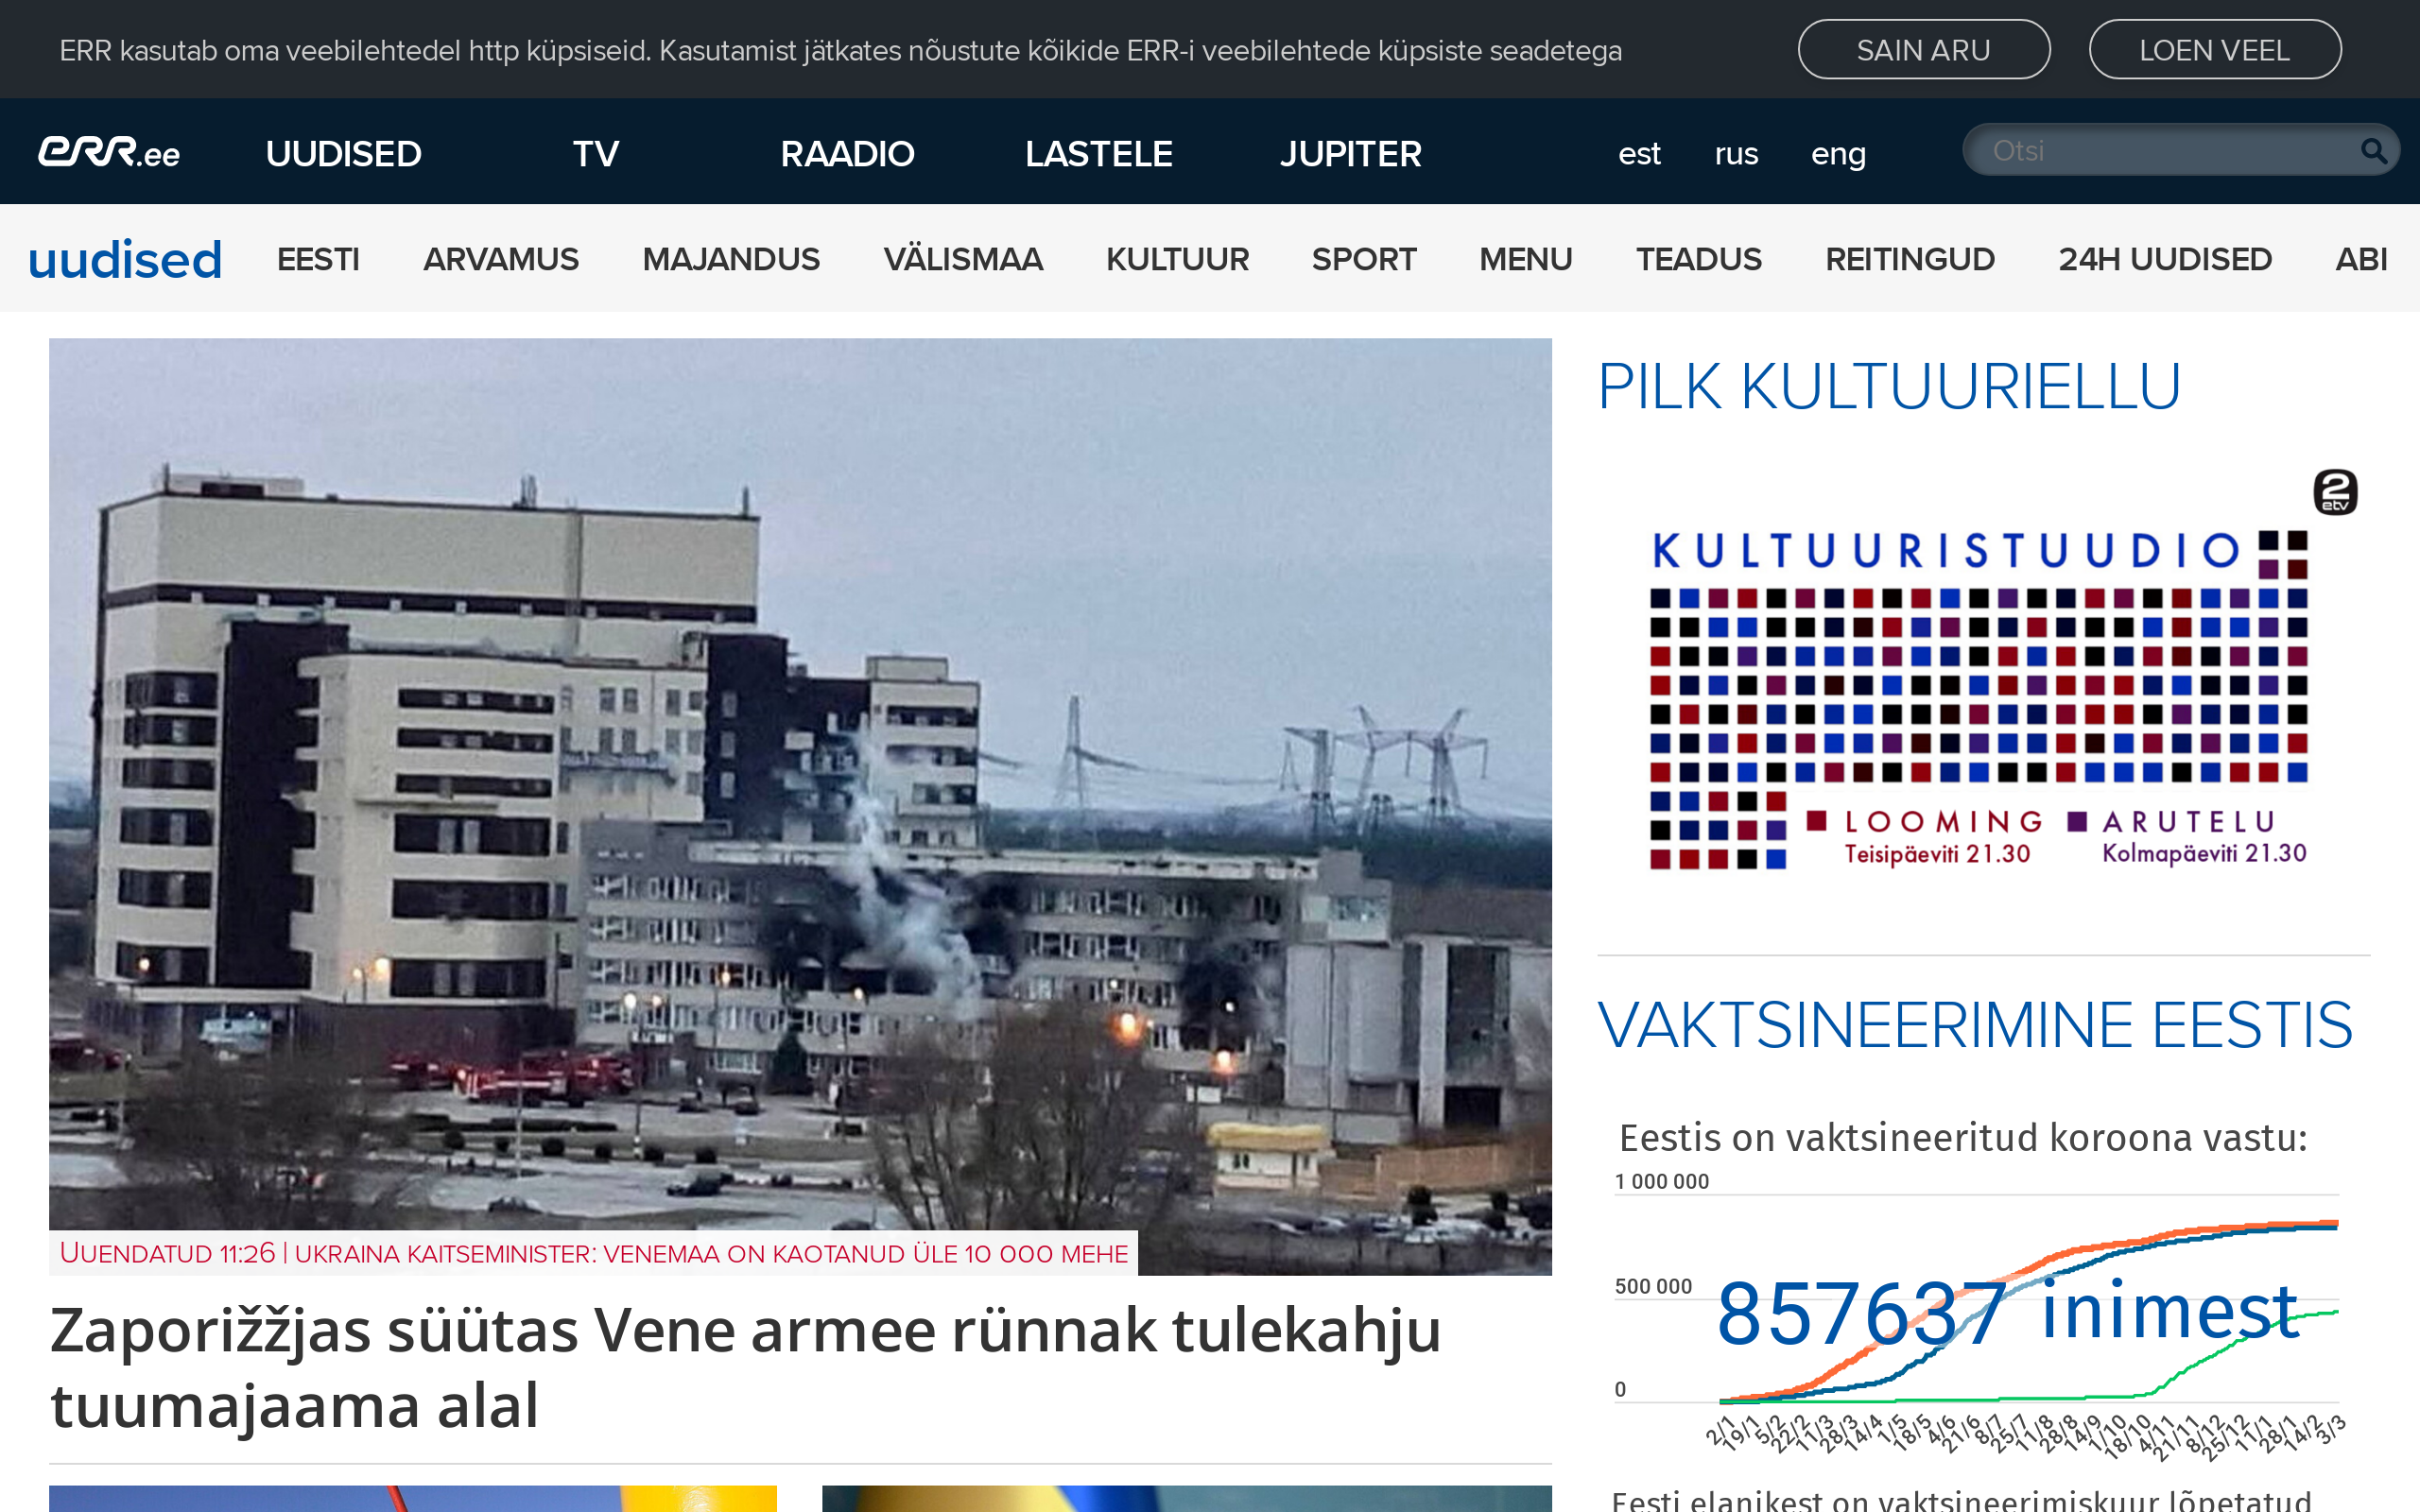 ERR kasutab oma veebilehtedel http küpsiseid. Kasutamist jätkates nõustute kõikide ERR-i veebilehtede küpsiste seadetega
SAIN ARU
LOEN VEEL
err.ee
UUDISED
TV
RAADIO
LASTELE
JUPITER
est
rus
eng
Otsi
uudised
EESTI
ARVAMUS
MAJANDUS
VÄLISMAA
KULTUUR
SPORT
MENU
TEADUS
REITINGUD
24H UUDISED
ABI
UUENDATUD 11:26 | UKRAINA KAITSEMINISTER: VENEMAA ON KAOTANUD ÜLE 10 000 MEHE
Zaporižžjas süütas Vene armee rünnak tulekahju
tuumajaama alal
PILK KULTUURIELLU
2
etv
KULTUURISTUUDIO
LOOMING
Teisipäeviti 21.30
ARUTELU
Kolmapäeviti 21.30
VAKTSINEERIMINE EESTIS
Eestis on vaktsineeritud koroona vastu:
1 000 000
500 000
0
857637 inimest
2/1
19/1
5/2
22/2
11/3
28/3
14/4
1/5
18/5
4/6
21/6
8/7
25/7
11/8
28/8
14/9
1/10
18/10
4/11
21/11
8/12
25/12
11/1
28/1
14/2
3/3
Eesti elanikest on vaktsineerimiskuur lõpetatud